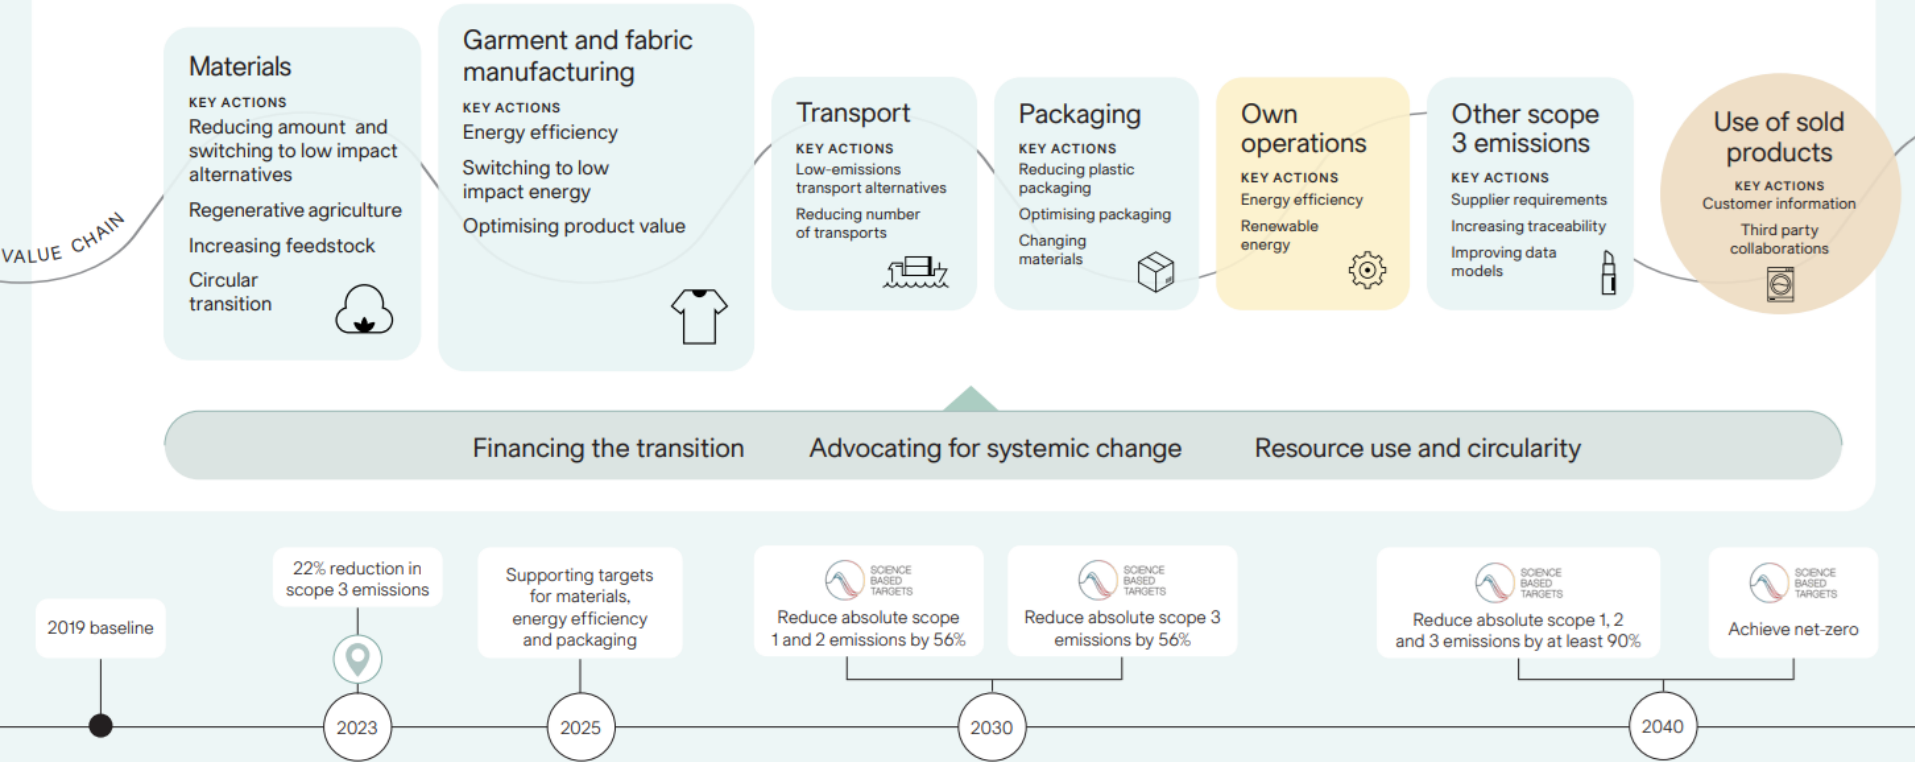 VALUE CHAIN
Materials
KEY ACTIONS
Reducing amount and
switching to low impact
alternatives
Regenerative agriculture
Increasing feedstock
Circular
transition
Garment and fabric
manufacturing
KEY ACTIONS
Energy efficiency
Switching to low
impact energy
Optimising product value
Transport
KEY ACTIONS
Low-emissions
transport alternatives
Reducing number
of transports
Packaging
KEY ACTIONS
Reducing plastic
packaging
Optimising packaging
Changing
materials
Own
operations
KEY ACTIONS
Energy efficiency
Renewable
energy
Other scope
3 emissions
KEY ACTIONS
Supplier requirements
Increasing traceability
Improving data
models
Use of sold
products
KEY ACTIONS
Customer information
Third party
collaborations
Financing the transition
Advocating for systemic change
Resource use and circularity
2019 baseline
22% reduction in
scope 3 emissions
2023
Supporting targets
for materials,
energy efficiency
and packaging
2025
SCIENCE
BASED
TARGETS
Reduce absolute scope
1 and 2 emissions by 56%
SCIENCE
BASED
TARGETS
Reduce absolute scope 3
emissions by 56%
2030
SCIENCE
BASED
TARGETS
Reduce absolute scope 1, 2
and 3 emissions by at least 90%
SCIENCE
BASED
TARGETS
Achieve net-zero
2040